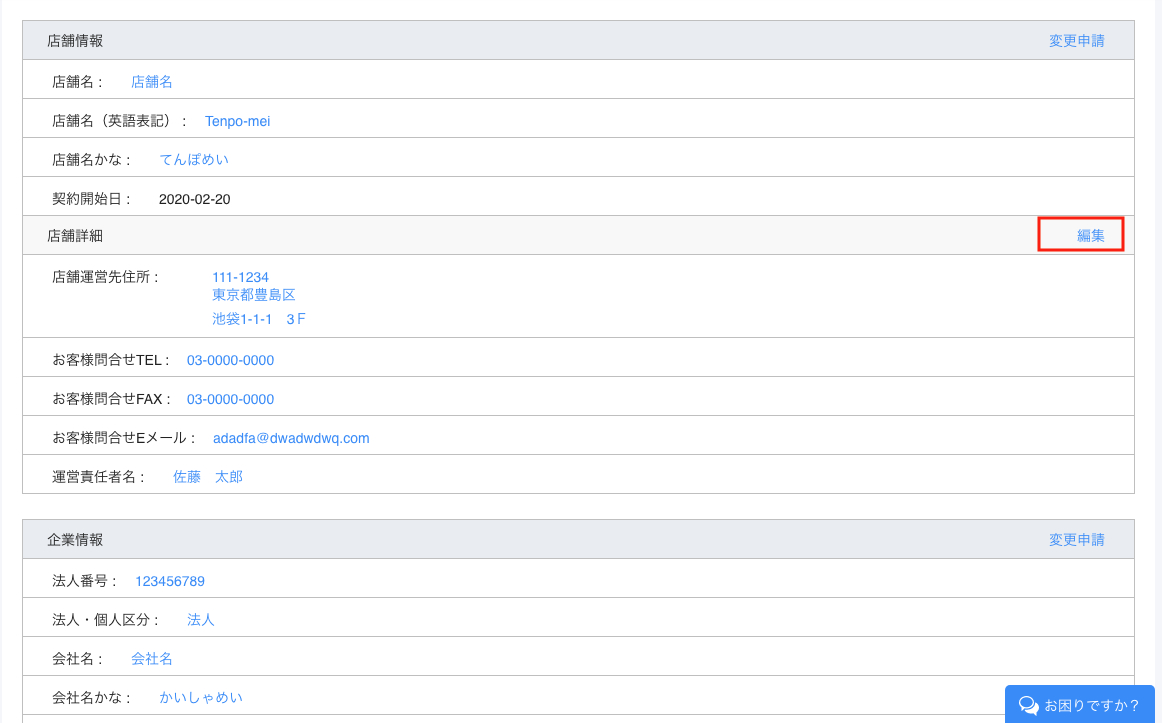 店舗情報 変更申請
店舗名： 店舗名
店舗名（英語表記）： Tenpo-mei
店舗名かな： てんぽめい
契約開始日： 2020-02-20
店舗詳細 編集
店舗運営先住所： 111-1234
東京都豊島区
池袋1-1-1　3Ｆ
お客様問合せTEL： 03-0000-0000
お客様問合せFAX： 03-0000-0000
お客様問合せEメール： adadfa@dwadwdwq.com
運営責任者名： 佐藤　太郎
企業情報 変更申請
法人番号： 123456789
法人・個人区分： 法人
会社名： 会社名
会社名かな： かいしゃめい
お困りですか？